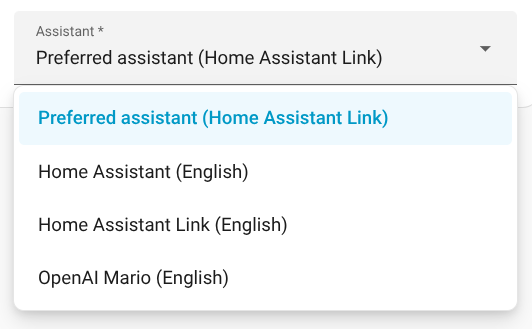 Assistant *
Preferred assistant (Home Assistant Link)
Preferred assistant (Home Assistant Link)
Home Assistant (English)
Home Assistant Link (English)
OpenAI Mario (English)